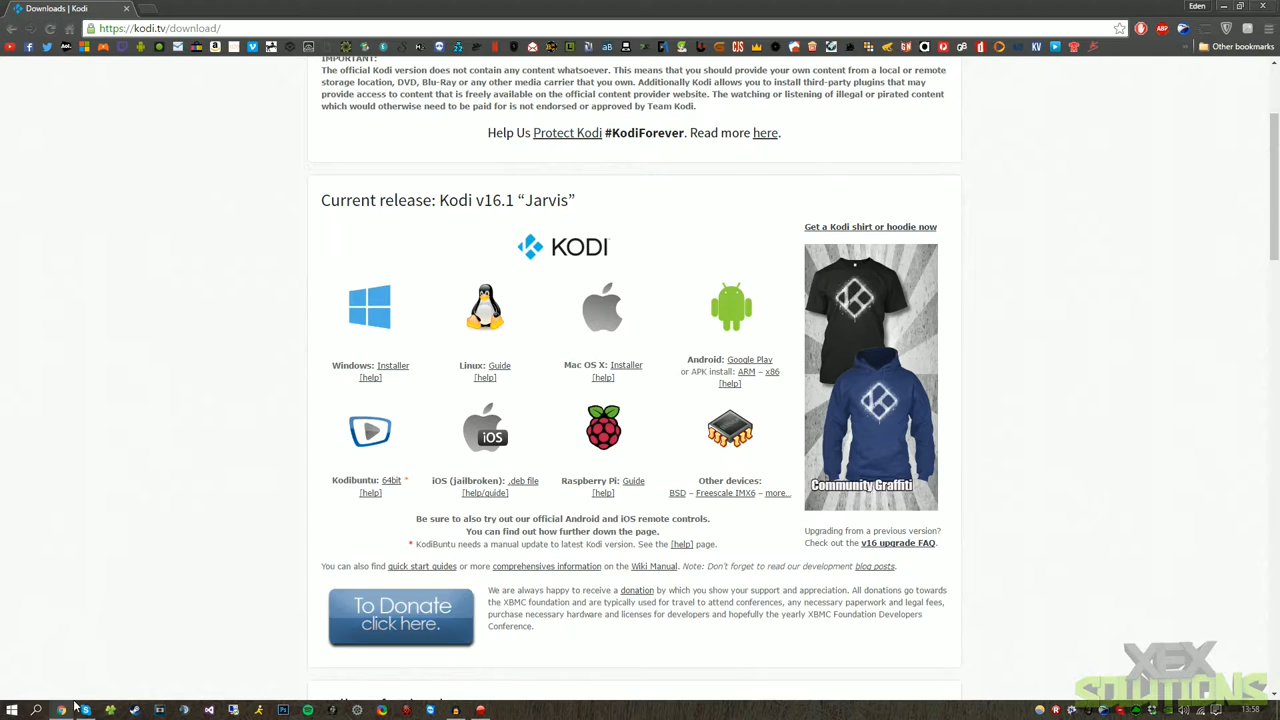 Downloads | Kodi
Eden
https://kodi.tv/download/
Other bookmarks
IMPORTANT:
The official Kodi version does not contain any content whatsoever. This means that you should provide your own content from a local or remote
storage location, DVD, Blu-Ray or any other media carrier that you own. Additionally Kodi allows you to install third-party plugins that may
provide access to content that is freely available on the official content provider website. The watching or listening of illegal or pirated content
which would otherwise need to be paid for is not endorsed or approved by Team Kodi.
Help Us Protect Kodi #KodiForever. Read more here.
Current release: Kodi v16.1 “Jarvis”
Get a Kodi shirt or hoodie now
KODI
Windows: Installer
[help]
Linux: Guide
[help]
Mac OS X: Installer
[help]
Android: Google Play
or APK install: ARM – x86
[help]
iOS
Kodibuntu: 64bit *
[help]
iOS (jailbroken): .deb file
[help/guide]
Raspberry Pi: Guide
[help]
Other devices:
BSD – Freescale IMX6 – more...
Community Graffiti
Be sure to also try out our official Android and iOS remote controls.
You can find out how further down the page.
* KodiBuntu needs a manual update to latest Kodi version. See the [help] page.
Upgrading from a previous version?
Check out the v16 upgrade FAQ.
You can also find quick start guides or more comprehensives information on the Wiki Manual. Note: Don't forget to read our development blog posts.
To Donate
click here.
We are always happy to receive a donation by which you show your support and appreciation. All donations go towards
the XBMC foundation and are typically used for travel to attend conferences, any necessary paperwork and legal fees,
purchase necessary hardware and licenses for developers and hopefully the yearly XBMC Foundation Developers
Conference.
XEX
SOLUTIONS
13:58